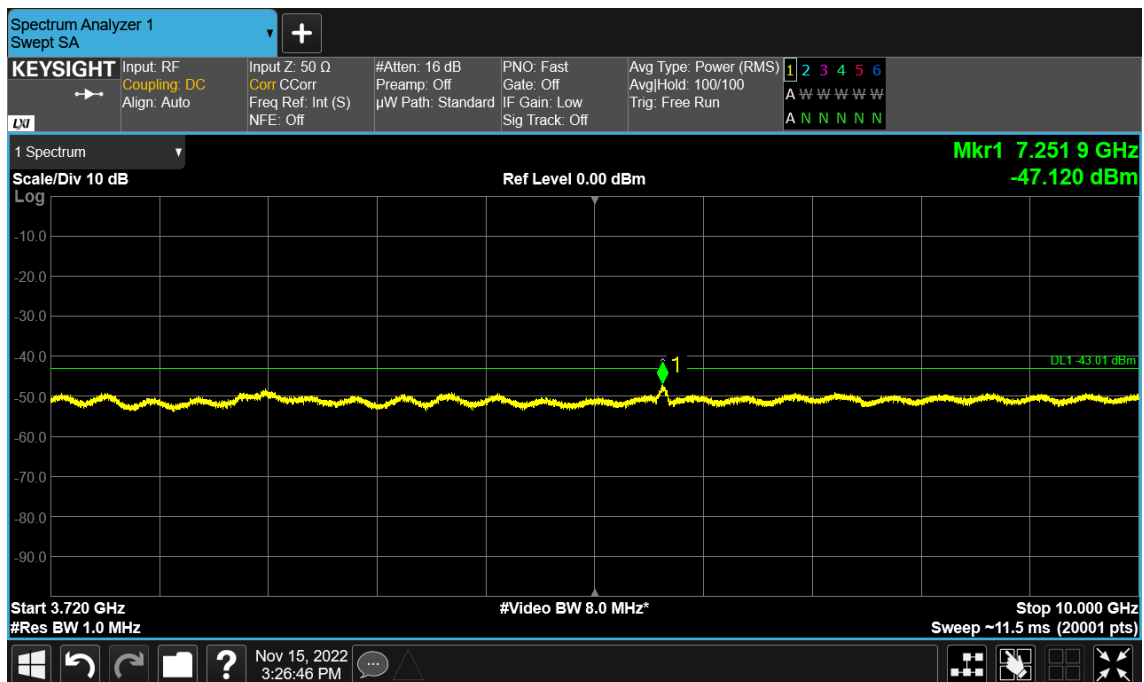 Spectrum Analyzer 1
Swept SA
+
KEYSIGHT
LXI
Input: RF
Coupling: DC
Align: Auto
Input Z: 50 Ω
Corr CCorr
Freq Ref: Int (S)
NFE: Off
#Atten: 16 dB
Preamp: Off
µW Path: Standard
PNO: Fast
Gate: Off
IF Gain: Low
Sig Track: Off
Avg Type: Power (RMS)
Avg|Hold: 100/100
Trig: Free Run
1 2 3 4 5 6
A W W W W W
A N N N N N
1 Spectrum
Mkr1 7.251 9 GHz
-47.120 dBm
Scale/Div 10 dB
Ref Level 0.00 dBm
Log
-10.0
-20.0
-30.0
-40.0
1
DL1 -43.01 dBm
-50.0
-60.0
-70.0
-80.0
-90.0
Start 3.720 GHz
#Video BW 8.0 MHz*
Stop 10.000 GHz
#Res BW 1.0 MHz
Sweep ~11.5 ms (20001 pts)
?
Nov 15, 2022
3:26:46 PM